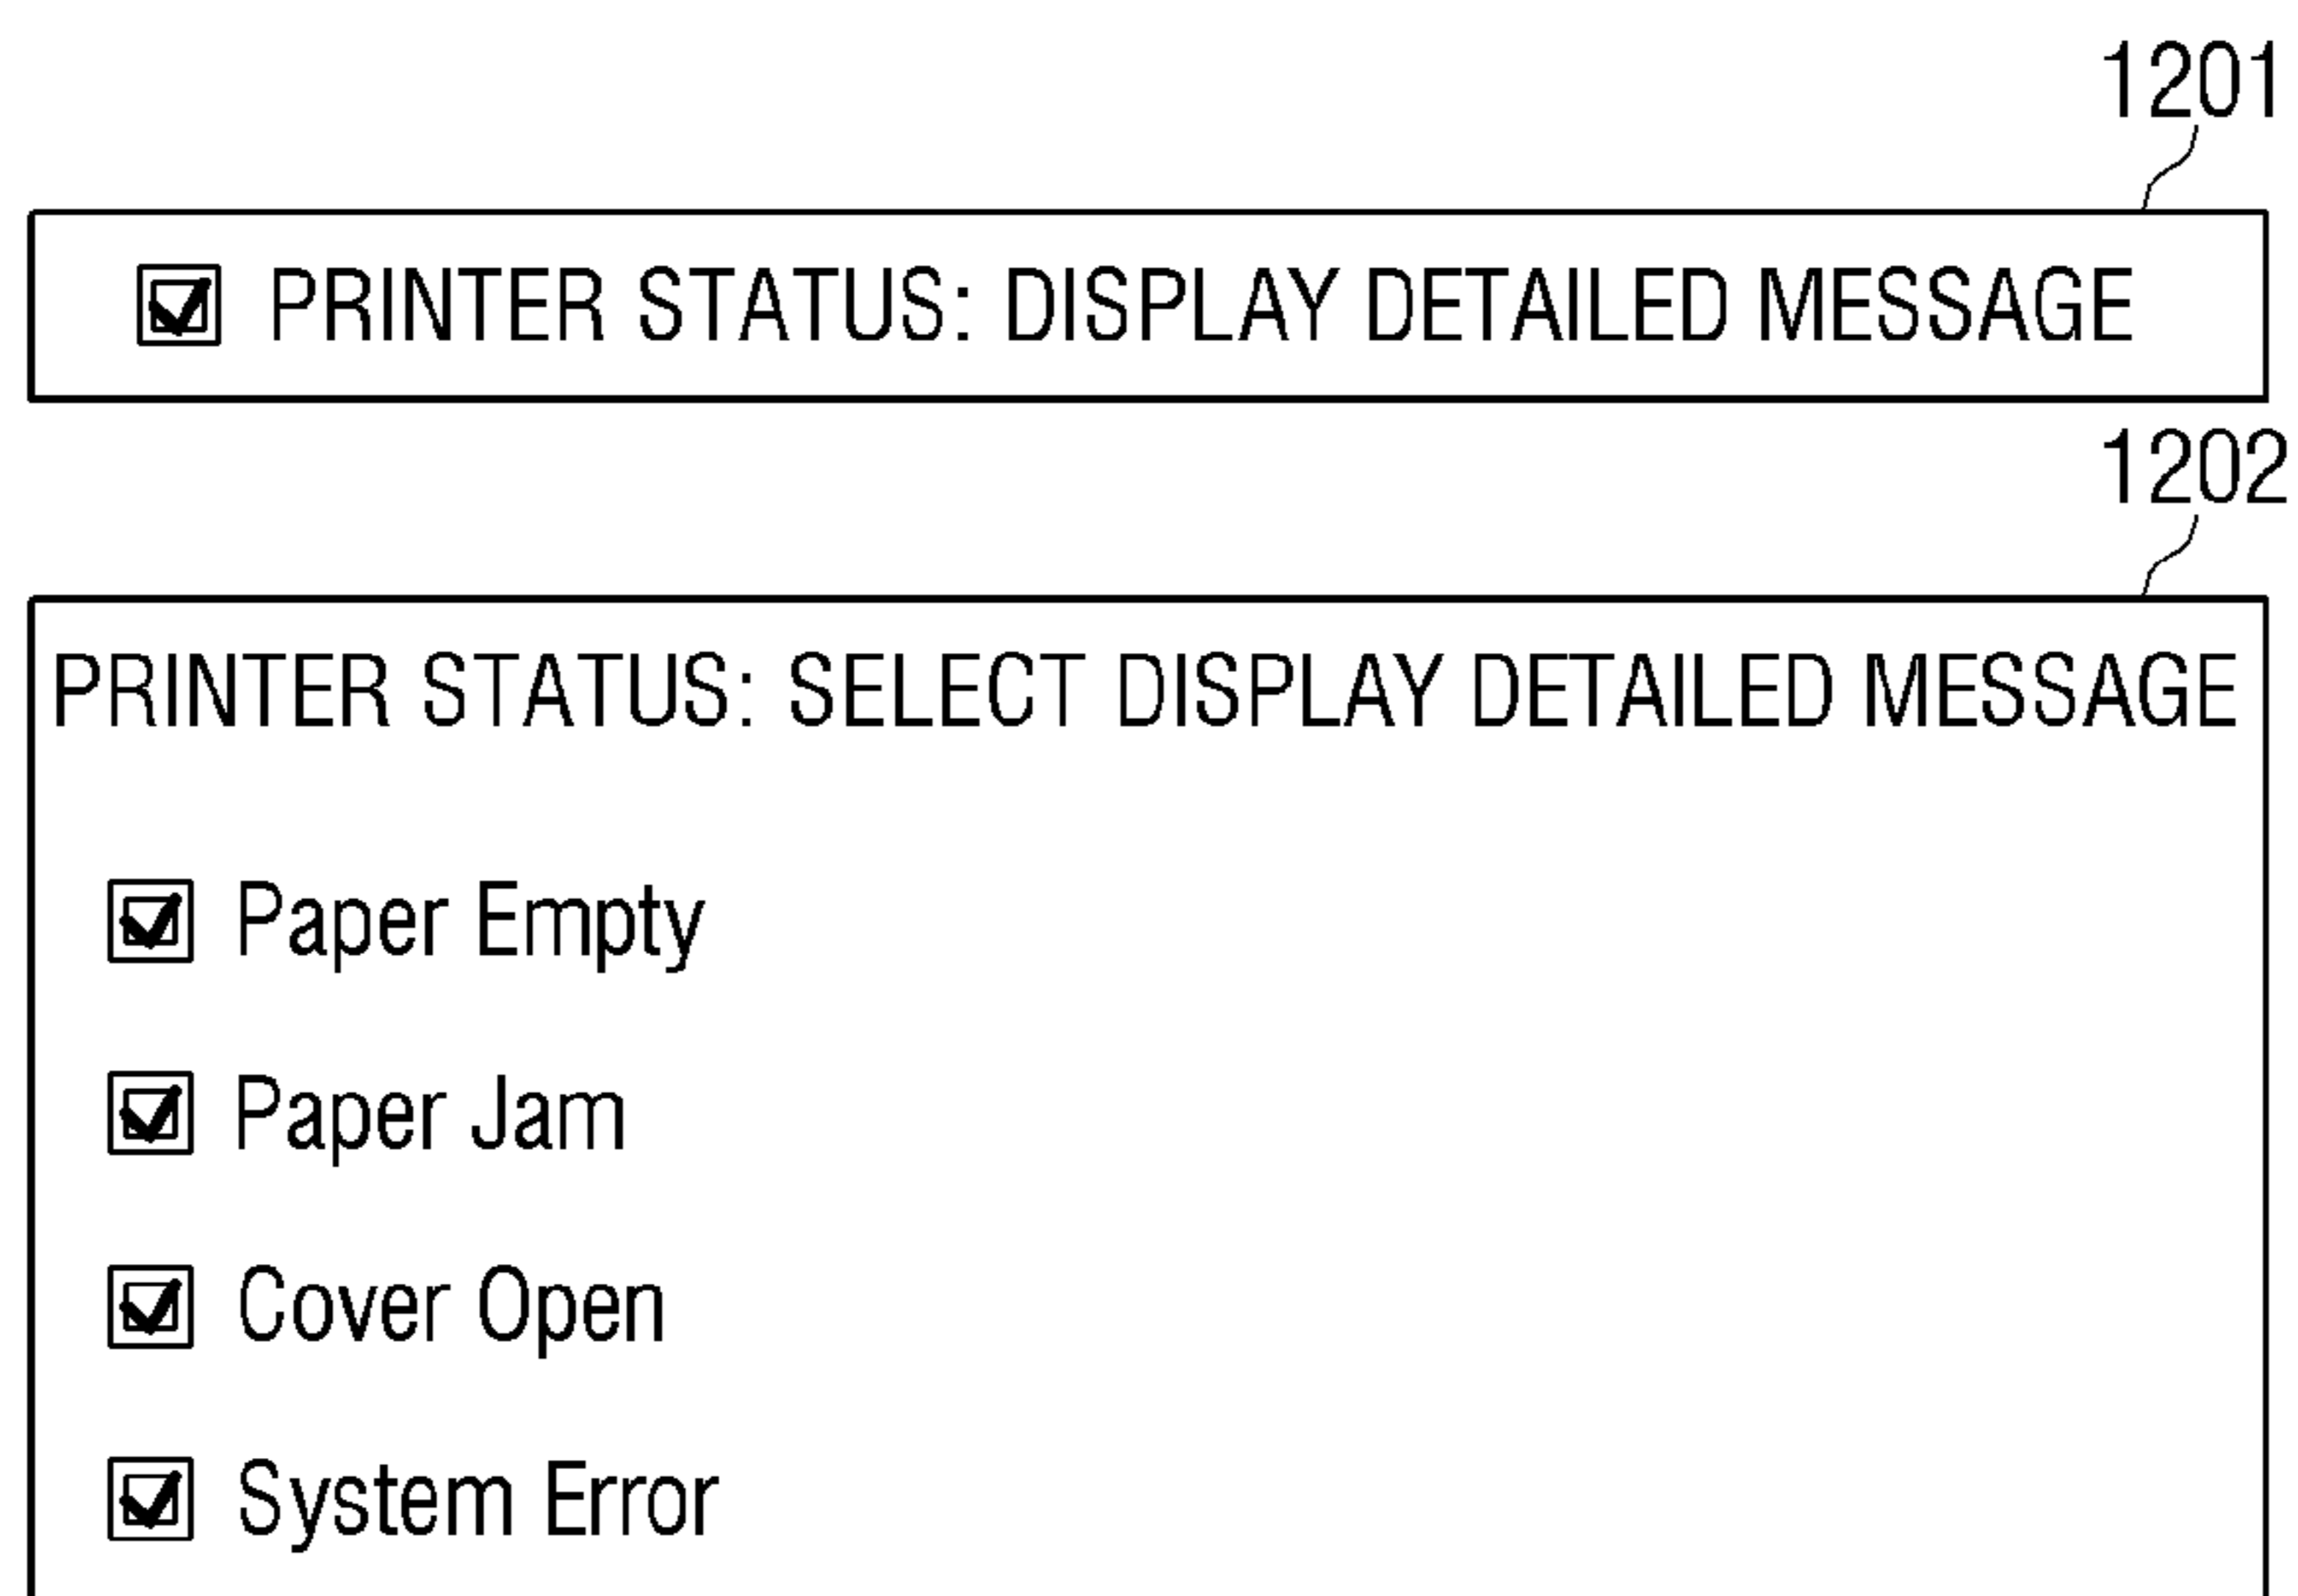 1201
PRINTER STATUS: DISPLAY DETAILED MESSAGE
1202
PRINTER STATUS: SELECT DISPLAY DETAILED MESSAGE
Paper Empty
Paper Jam
Cover Open
System Error